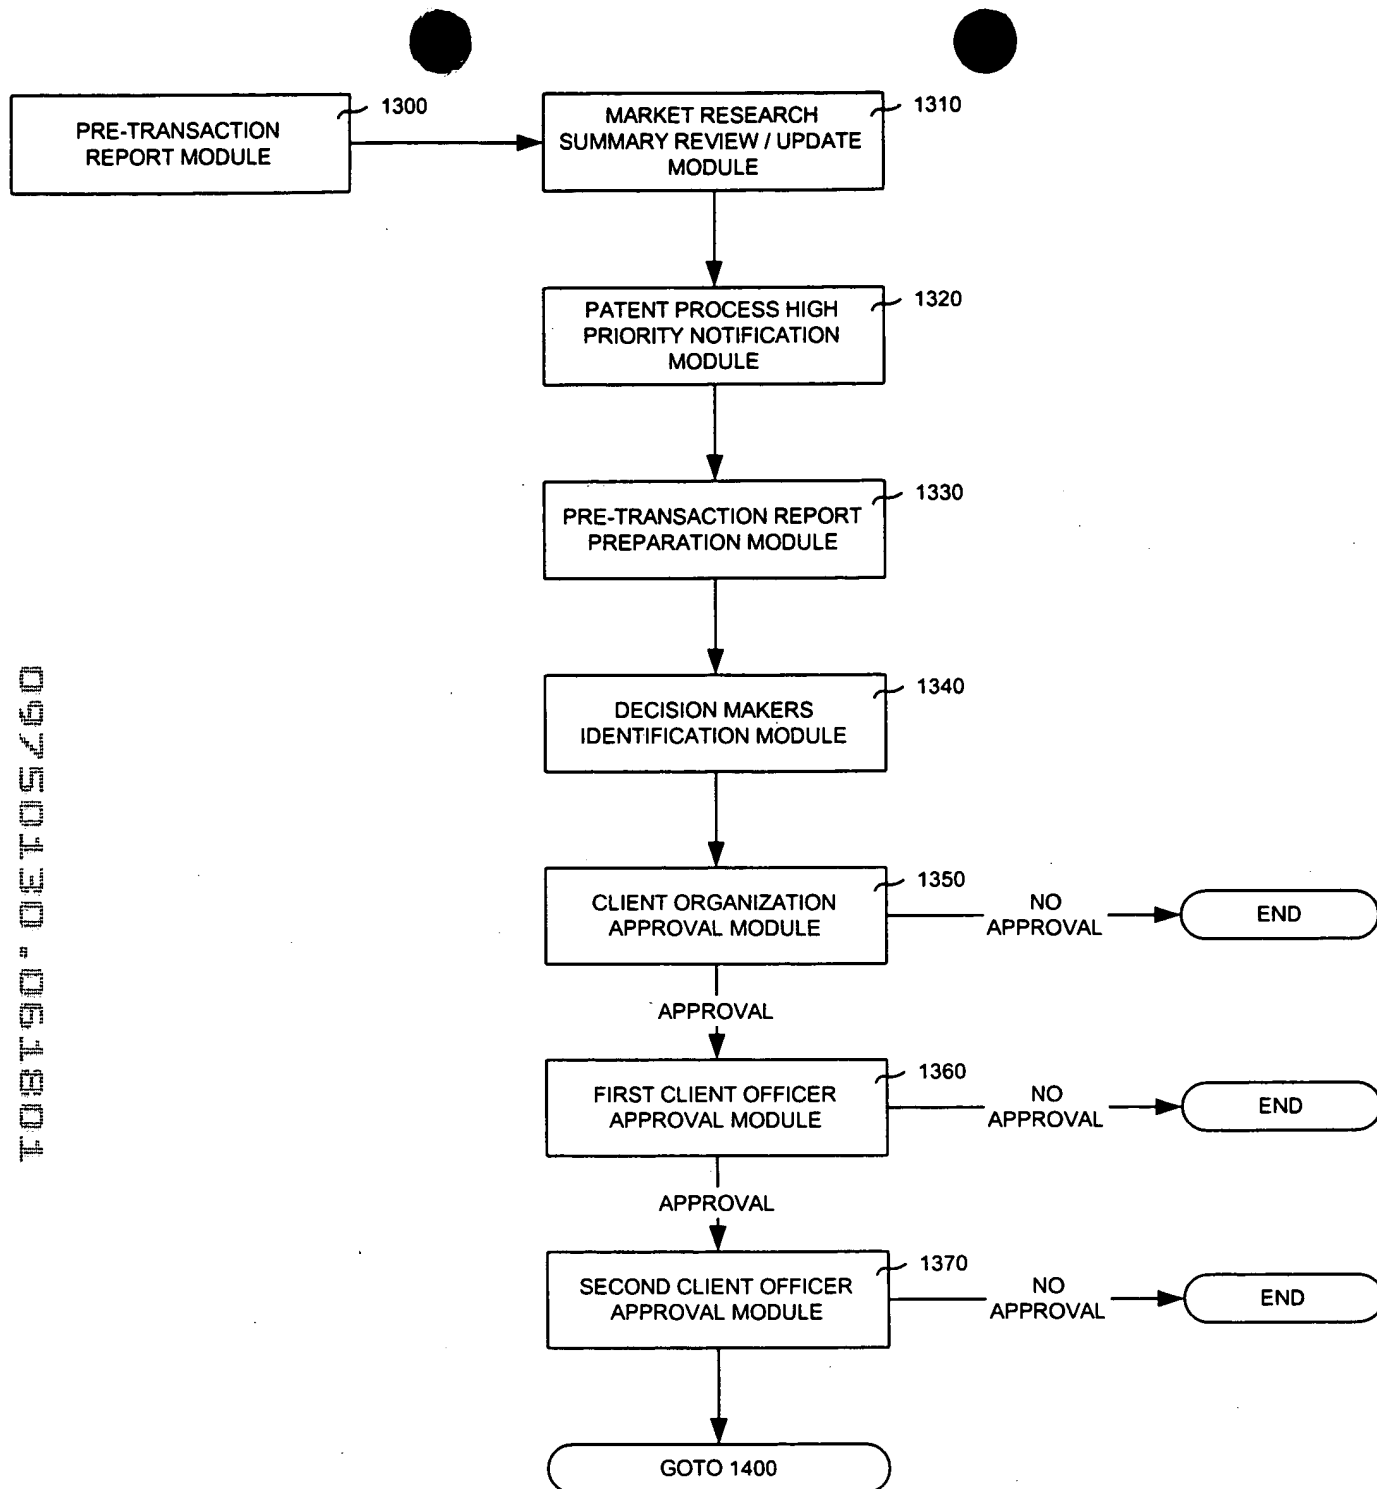 1300
PRE-TRANSACTION
REPORT MODULE
1310
MARKET RESEARCH
SUMMARY REVIEW / UPDATE
MODULE
1320
PATENT PROCESS HIGH
PRIORITY NOTIFICATION
MODULE
1330
PRE-TRANSACTION REPORT
PREPARATION MODULE
1340
DECISION MAKERS
IDENTIFICATION MODULE
1350
CLIENT ORGANIZATION
APPROVAL MODULE
NO
APPROVAL
END
APPROVAL
1360
FIRST CLIENT OFFICER
APPROVAL MODULE
NO
APPROVAL
END
APPROVAL
1370
SECOND CLIENT OFFICER
APPROVAL MODULE
NO
APPROVAL
END
GOTO 1400
09750130.061801